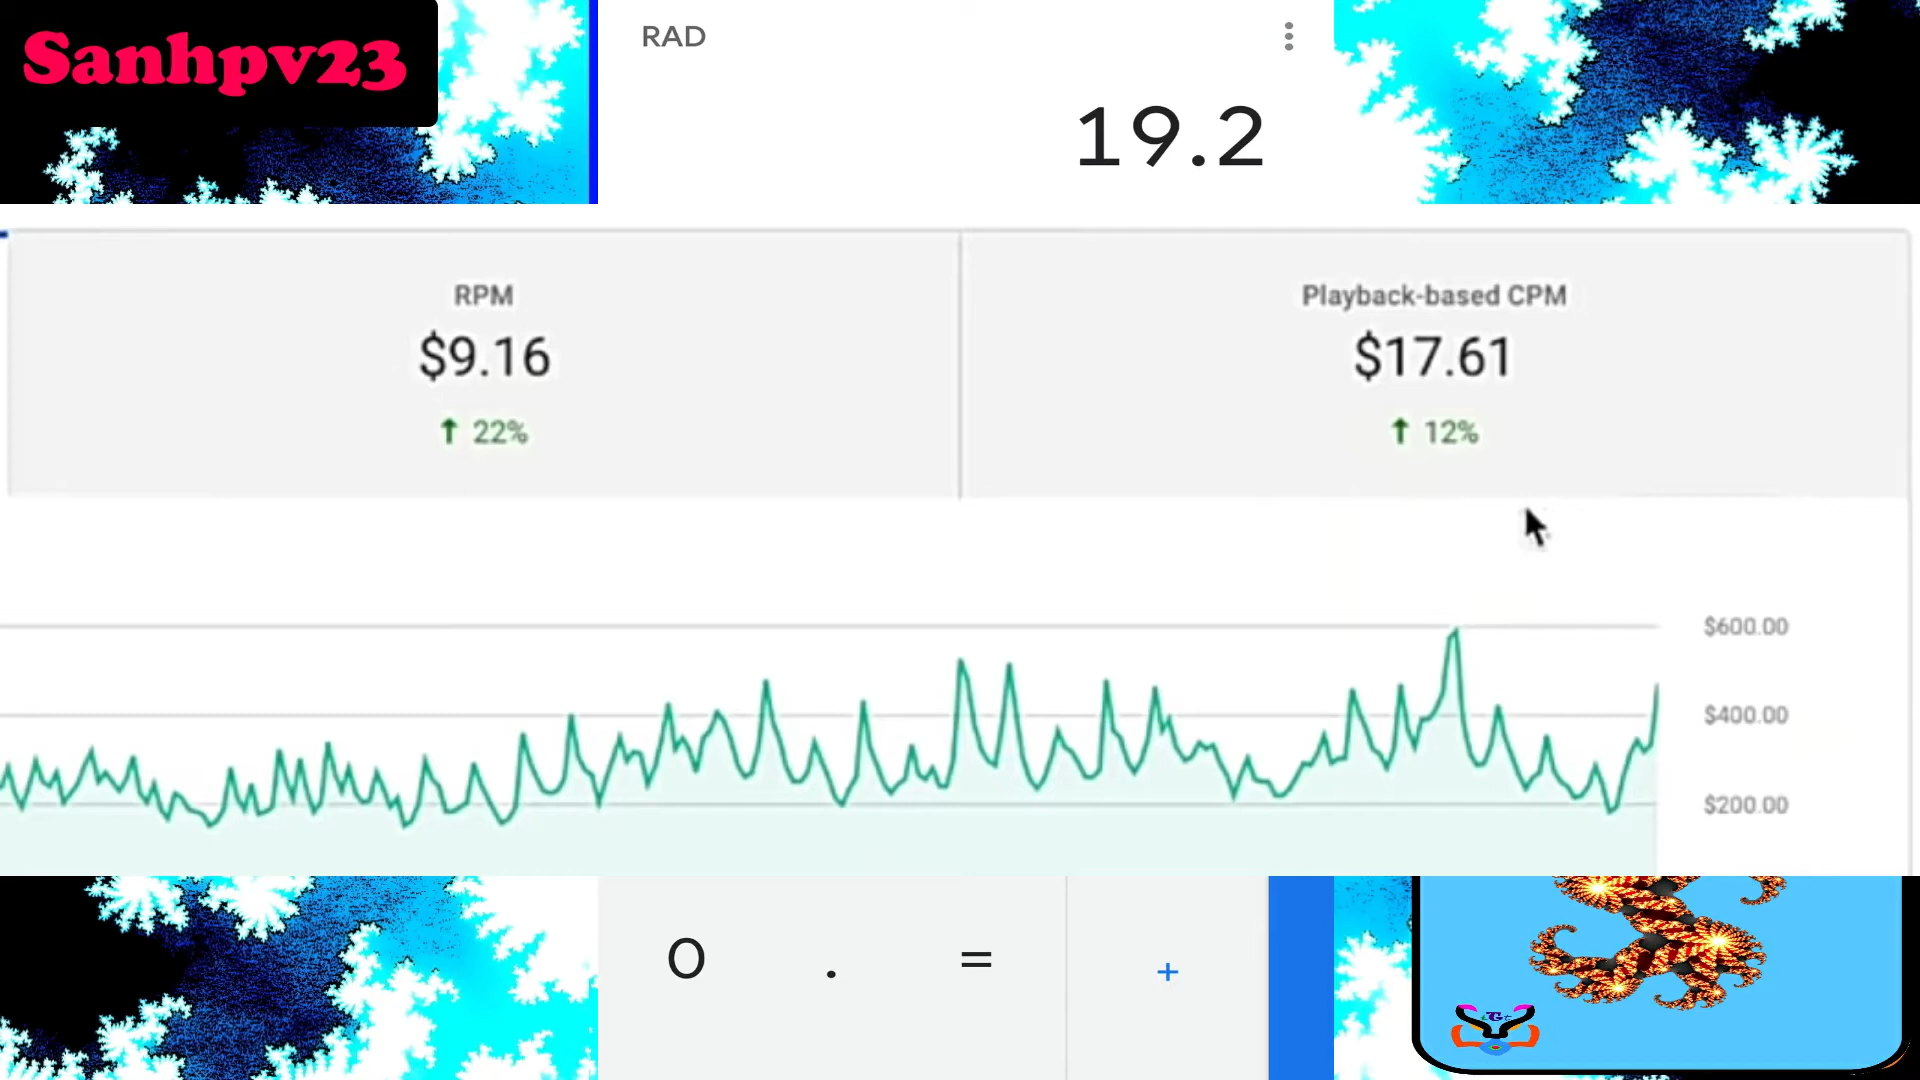 Sanhpv23
RAD
19.2
RPM
$9.16
↑ 22%
Playback-based CPM
$17.61
↑ 12%
$600.00
$400.00
$200.00
0 . = +